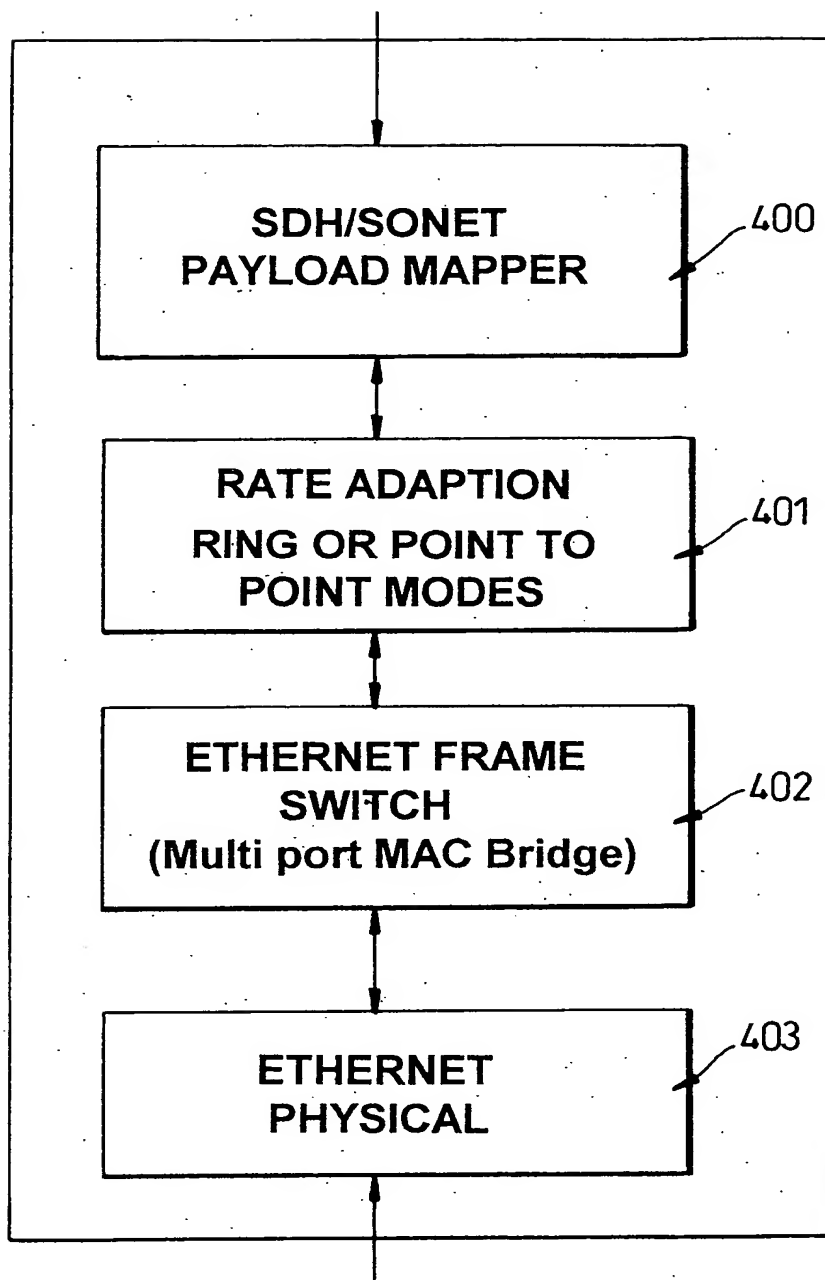 SDH/SONET
PAYLOAD MAPPER
400
RATE ADAPTION
RING OR POINT TO
POINT MODES
401
ETHERNET FRAME
SWITCH
(Multi port MAC Bridge)
402
ETHERNET
PHYSICAL
403